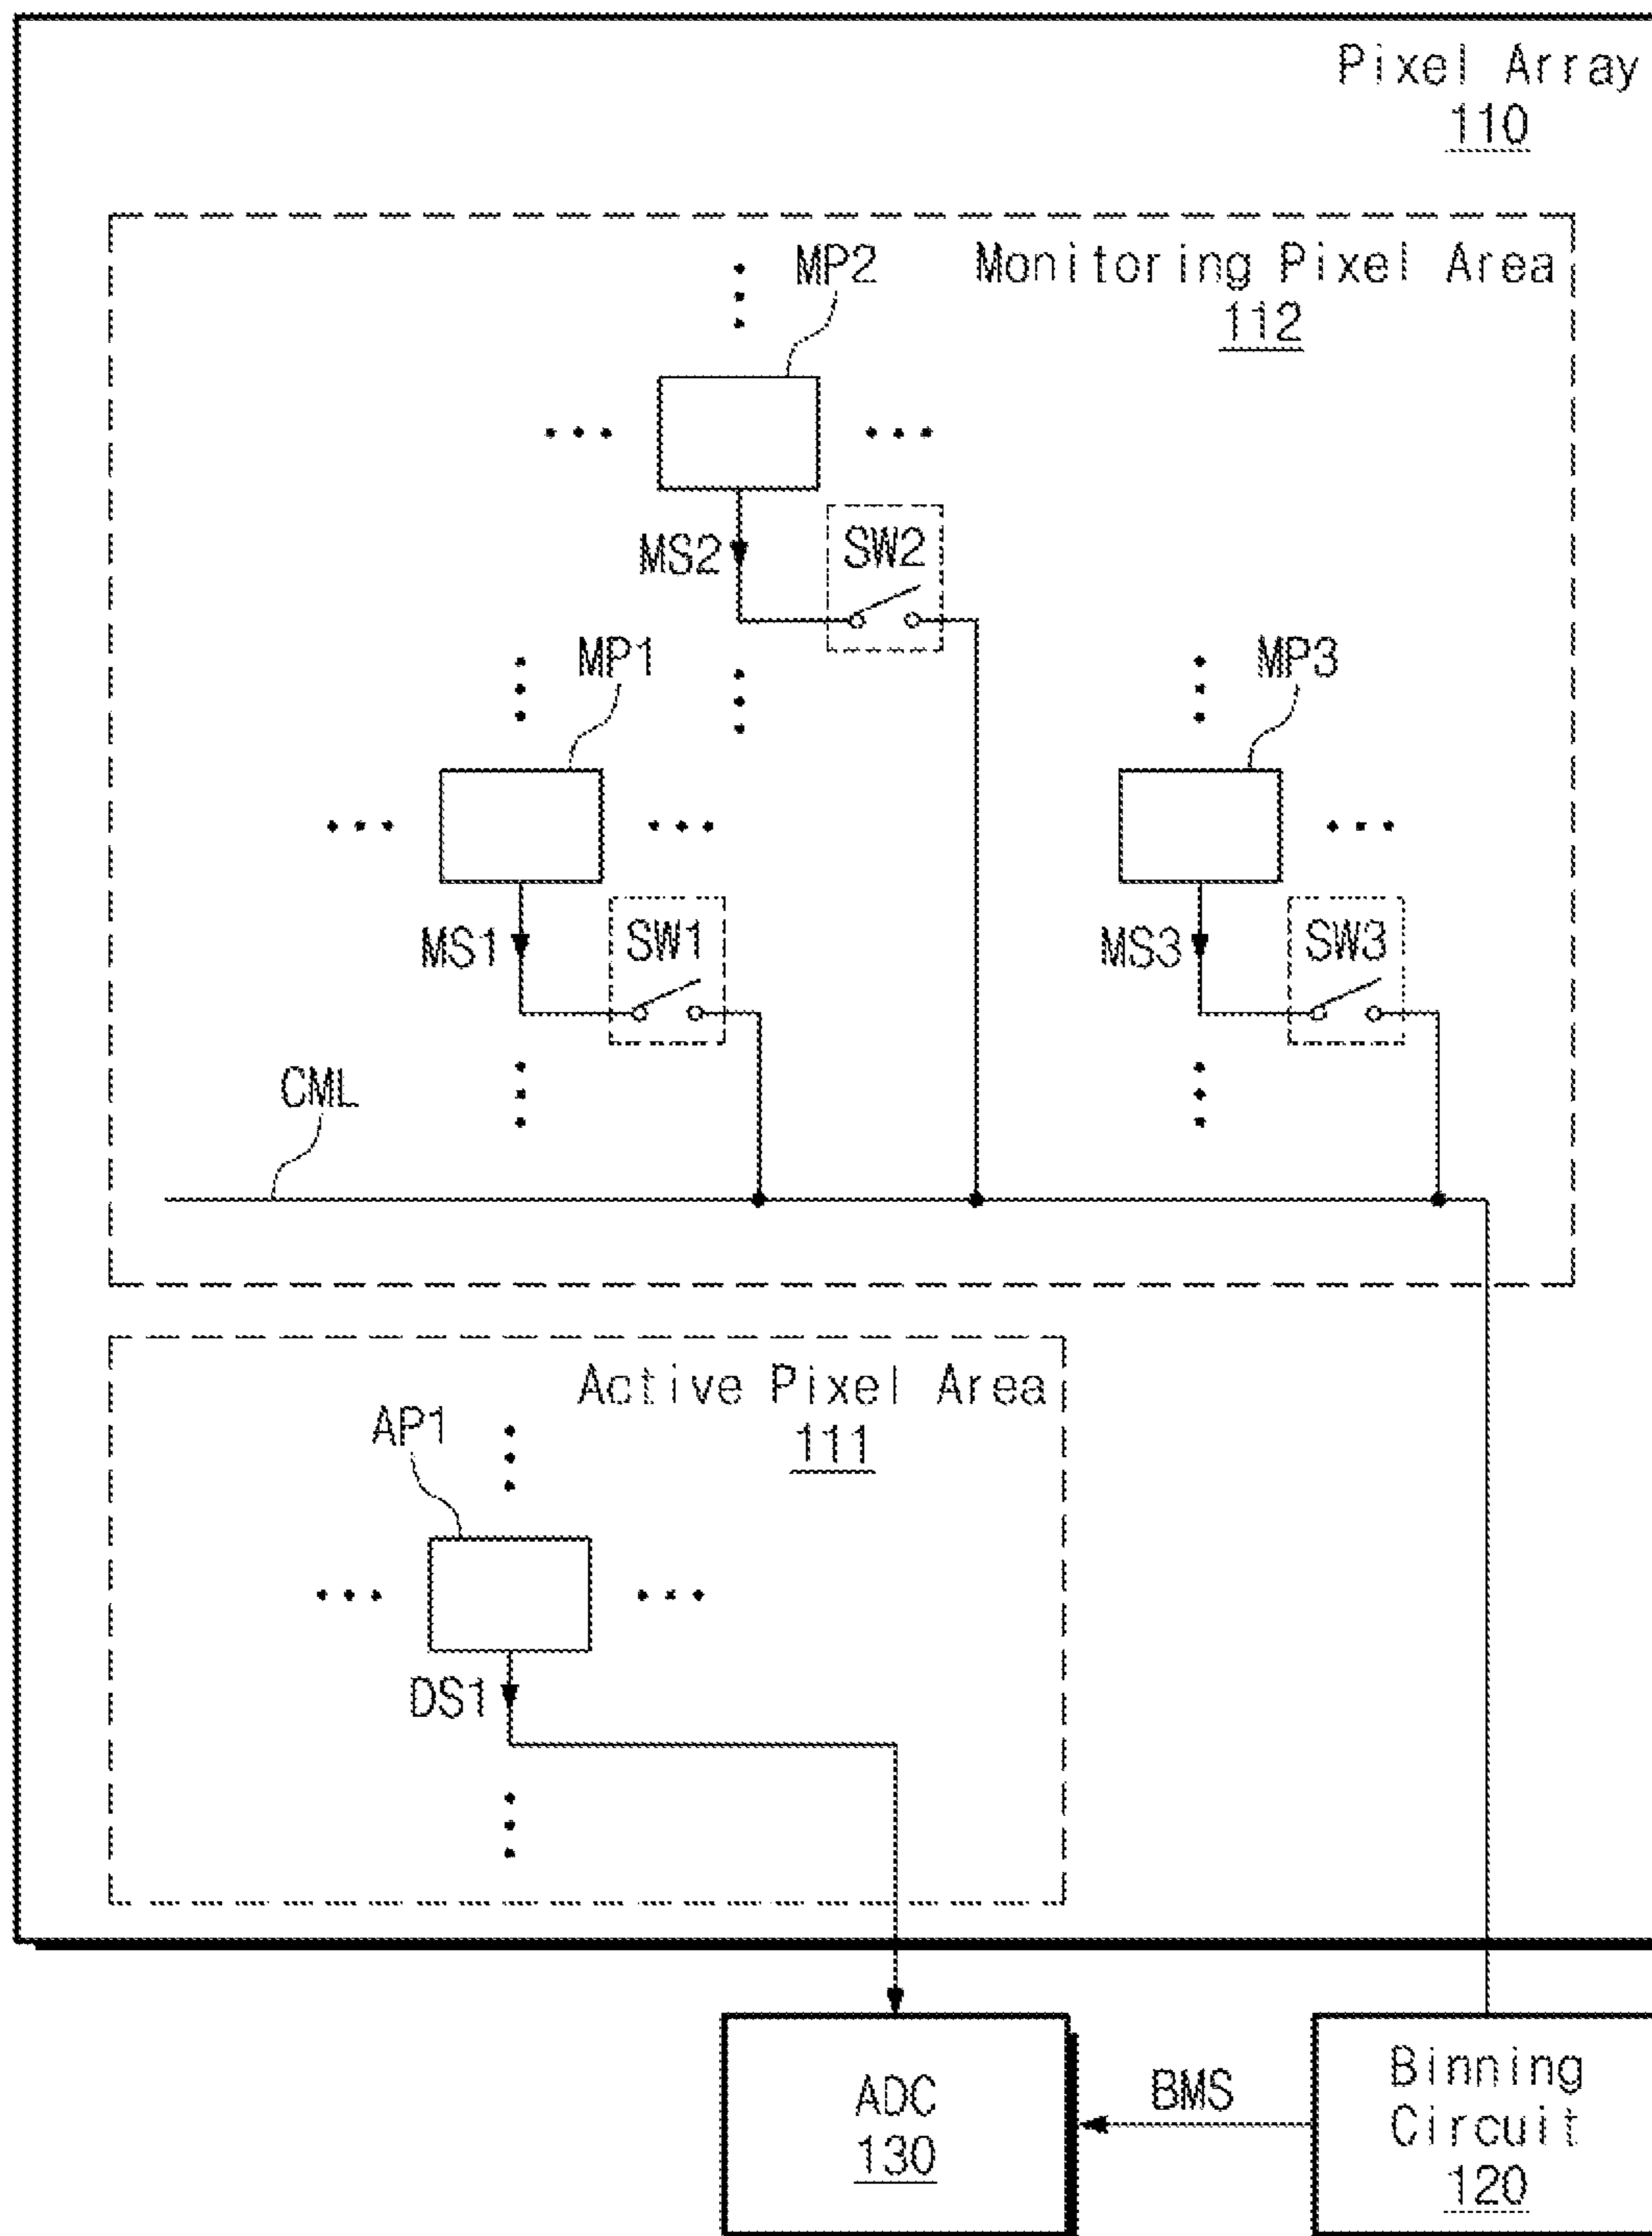 Pixel Array
110
MP2
Monitoring Pixel Area
112
MS2
SW2
MP1
MP3
MS1
SW1
MS3
SW3
CML
Active Pixel Area
111
AP1
DS1
ADC
130
BMS
Binning
Circuit
120